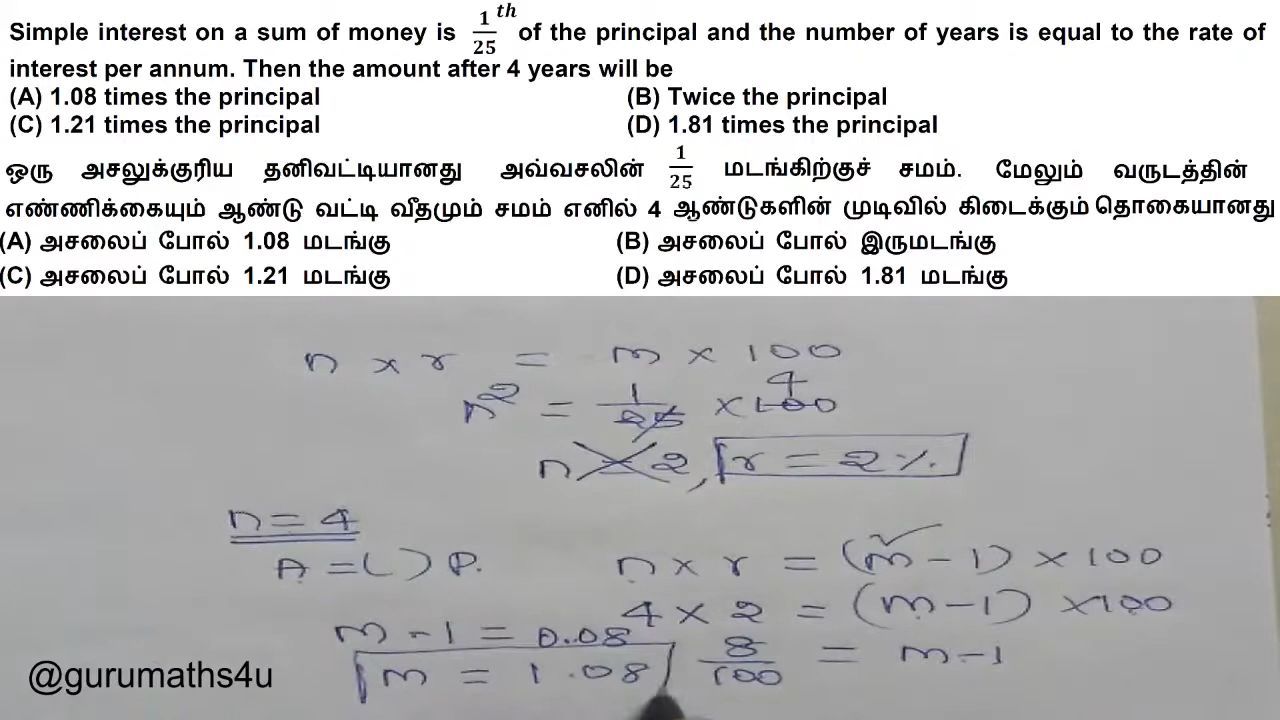 Simple interest on a sum of money is 1/25 th of the principal and the number of years is equal to the rate of
interest per annum. Then the amount after 4 years will be
(A) 1.08 times the principal (B) Twice the principal
(C) 1.21 times the principal (D) 1.81 times the principal
ஒரு அசலுக்குரிய தனிவட்டியானது அவ்வசலின் 1/25 மடங்கிற்குச் சமம். மேலும் வருடத்தின்
எண்ணிக்கையும் ஆண்டு வட்டி வீதமும் சமம் எனில் 4 ஆண்டுகளின் முடிவில் கிடைக்கும் தொகையானது
(A) அசலைப் போல் 1.08 மடங்கு (B) அசலைப் போல் இருமடங்கு
(C) அசலைப் போல் 1.21 மடங்கு (D) அசலைப் போல் 1.81 மடங்கு
n × r = m × 100
n² = 1/25 × 100 4
n = 2, r = 2%.
n = 4
A = ( ) P. n × r = (m - 1) × 100
4 × 2 = (m - 1) × 100
m - 1 = 0.08 8/100 = m - 1
m = 1.08
@gurumaths4u